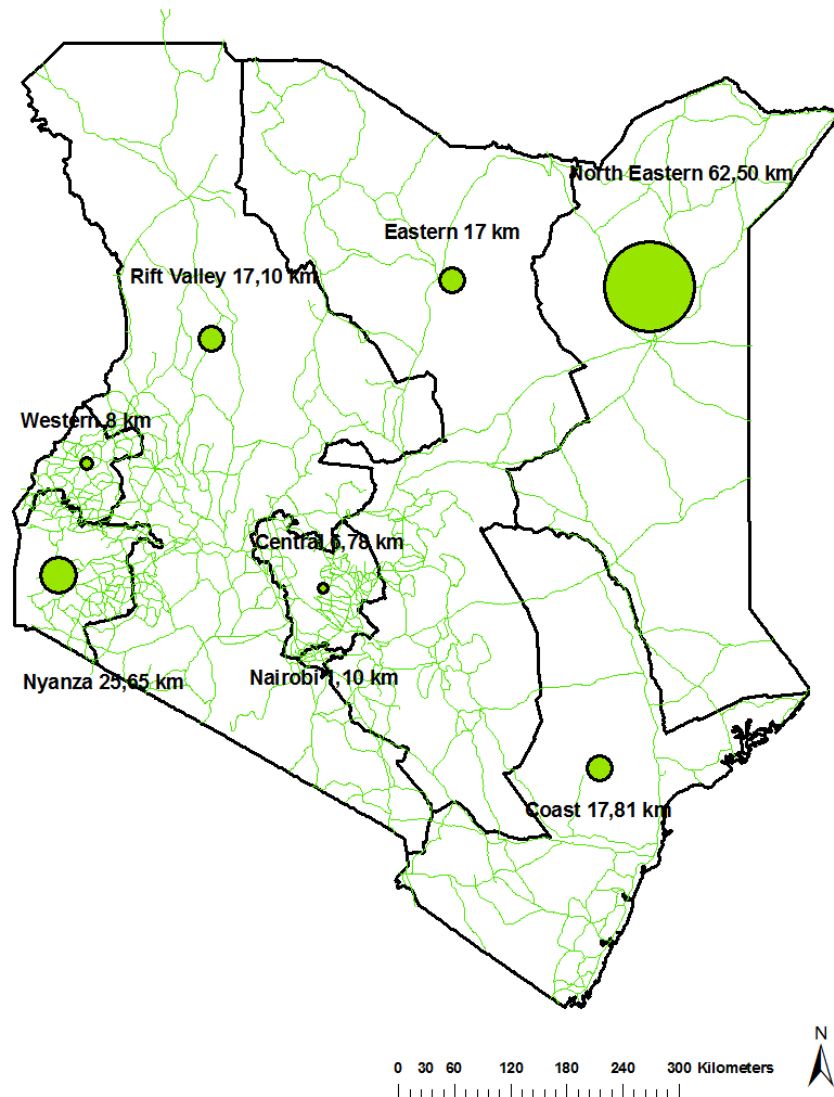 North Eastern 62,50 km
Eastern 17 km
Rift Valley 17,10 km
Western 8 km
Central 5,78 km
Nyanza 25,65 km
Nairobi 1,10 km
Coast 17,81 km
N
0 30 60 120 180 240 300 Kilometers